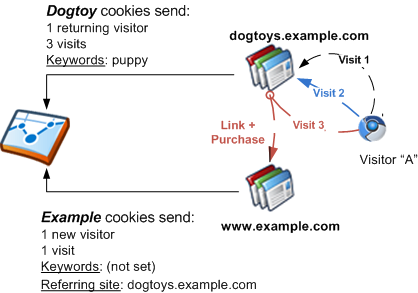 Dogtoy cookies send:
1 returning visitor
3 visits
Keywords: puppy
dogtoys.example.com
Visit 1
Visit 2
Visit 3
Link +
Purchase
Visitor “A”
www.example.com
Example cookies send:
1 new visitor
1 visit
Keywords: (not set)
Referring site: dogtoys.example.com